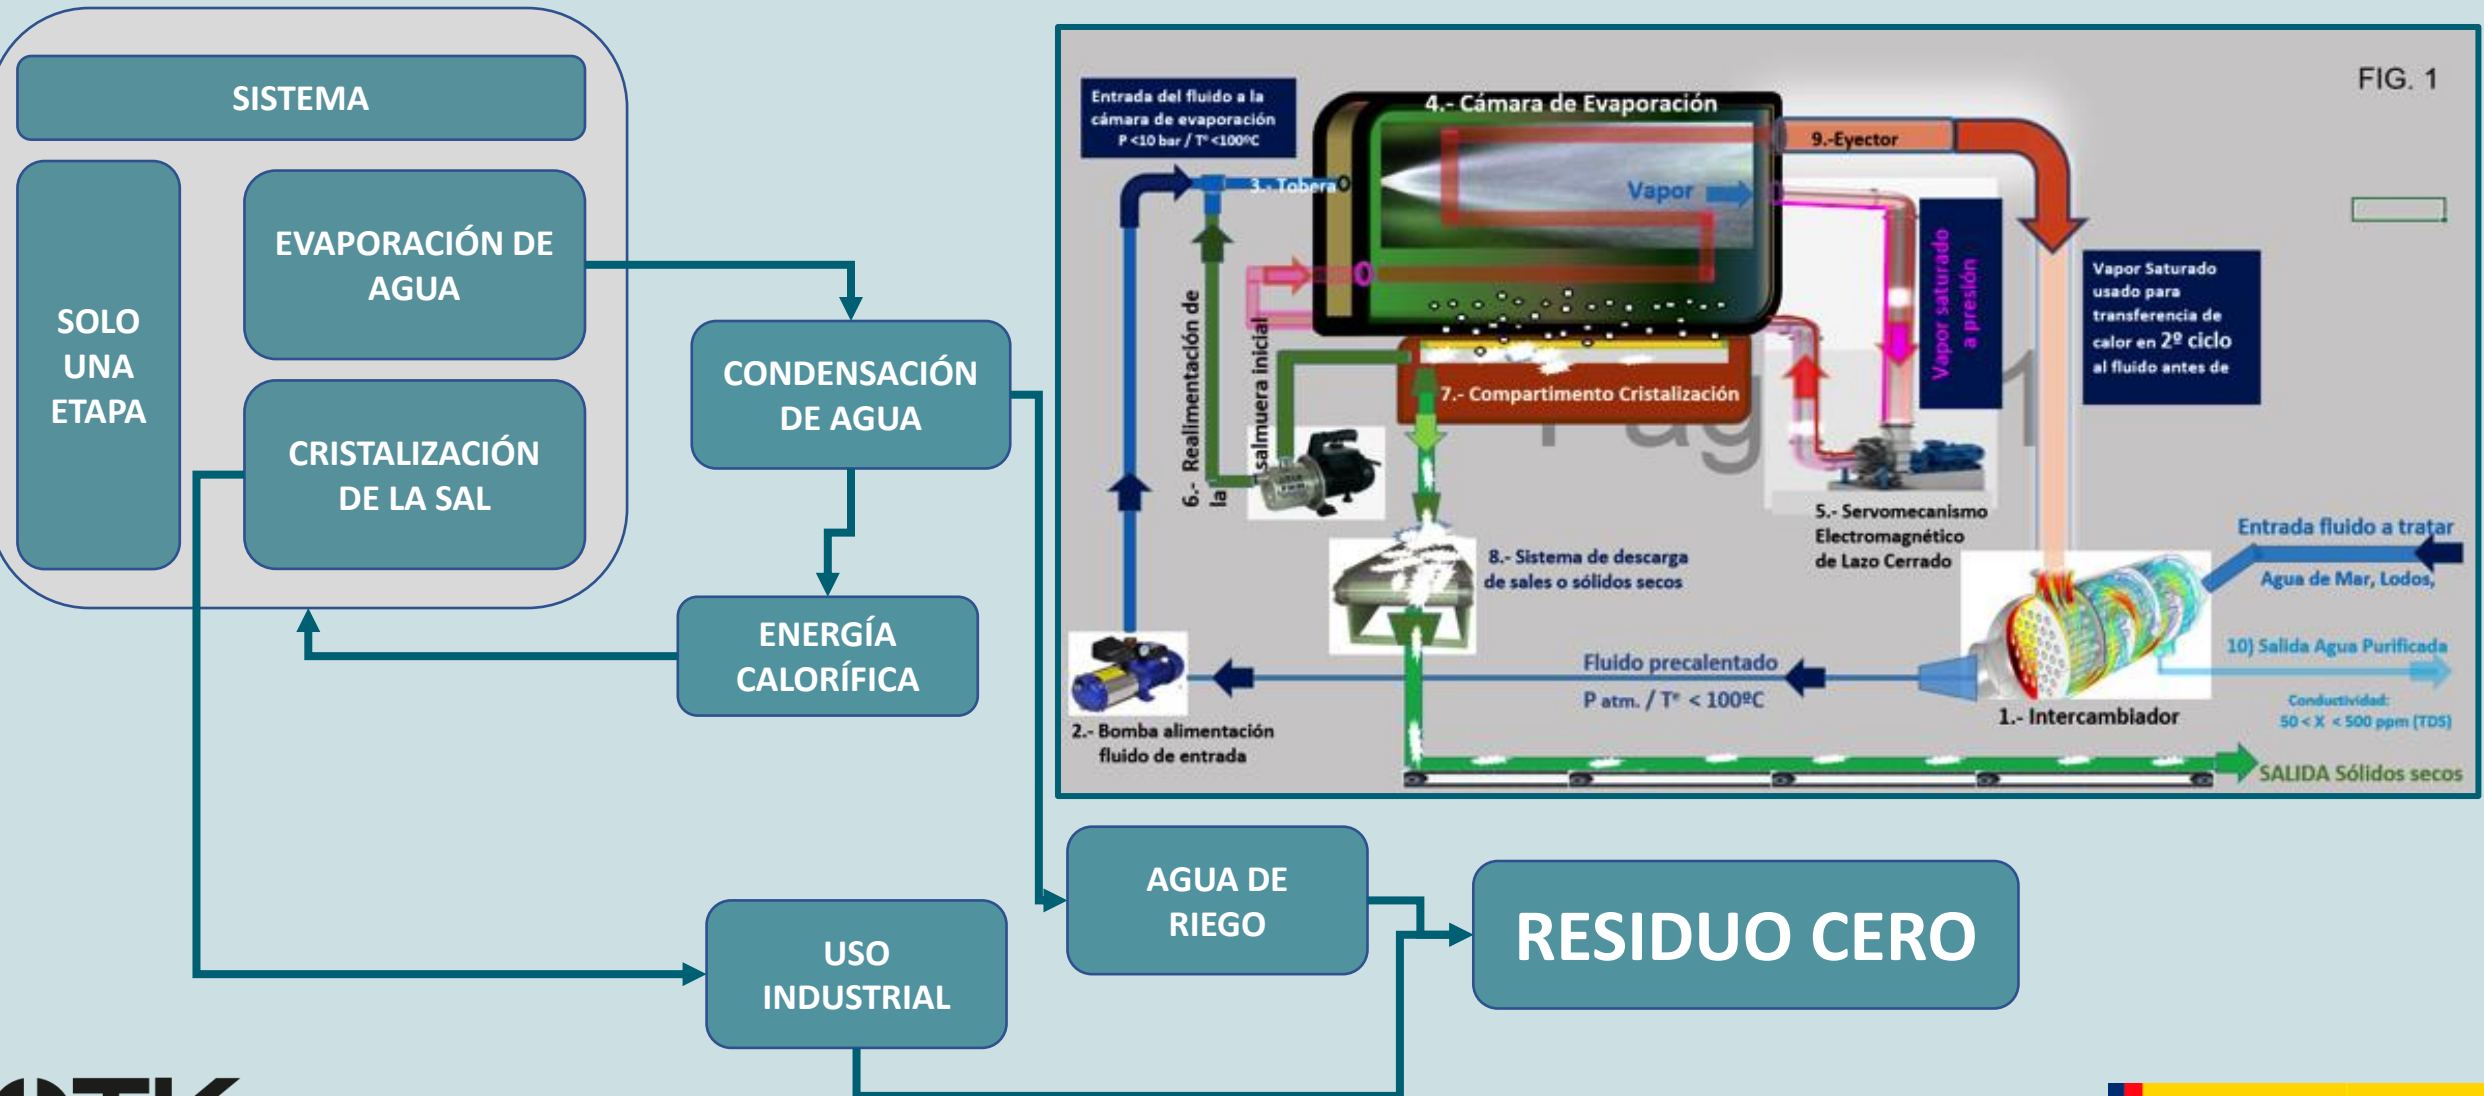 SISTEMA
SOLO
UNA
ETAPA
EVAPORACIÓN DE
AGUA
CRISTALIZACIÓN
DE LA SAL
CONDENSACIÓN
DE AGUA
ENERGÍA
CALORÍFICA
USO
INDUSTRIAL
AGUA DE
RIEGO
RESIDUO CERO
FIG. 1
Entrada del fluido a la
cámara de evaporación
P <10 bar / Tº <100ºC
4.- Cámara de Evaporación
3.- Tobera
Vapor
9.-Eyector
Vapor saturado
a presión
Vapor Saturado
usado para
transferencia de
calor en 2º ciclo
al fluido antes de
6.- Realimentación de
la salmuera inicial
7.- Compartimento Cristalización
Pág 1
5.- Servomecanismo
Electromagnético
de Lazo Cerrado
8.- Sistema de descarga
de sales o sólidos secos
Entrada fluido a tratar
Agua de Mar, Lodos,
10) Salida Agua Purificada
Conductividad:
50 < X < 500 ppm (TDS)
Fluido precalentado
P atm. / Tº < 100ºC
1.- Intercambiador
2.- Bomba alimentación
fluido de entrada
SALIDA Sólidos secos